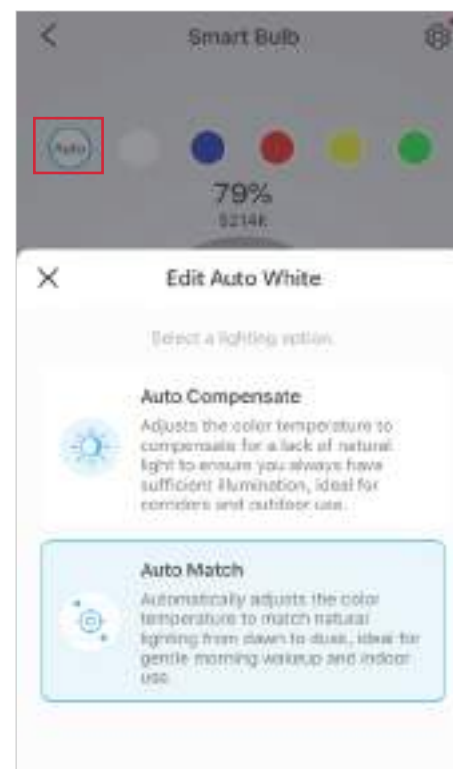 Smart Bulb
Auto
79%
5214K
Edit Auto White
Select a lighting option.
Auto Compensate
Adjusts the color temperature to
compensate for a lack of natural
light to ensure you always have
sufficient illumination, ideal for
corridors and outdoor use.
Auto Match
Automatically adjusts the color
temperature to match natural
lighting from dawn to dusk, ideal for
gentle morning wakeup and indoor
use.